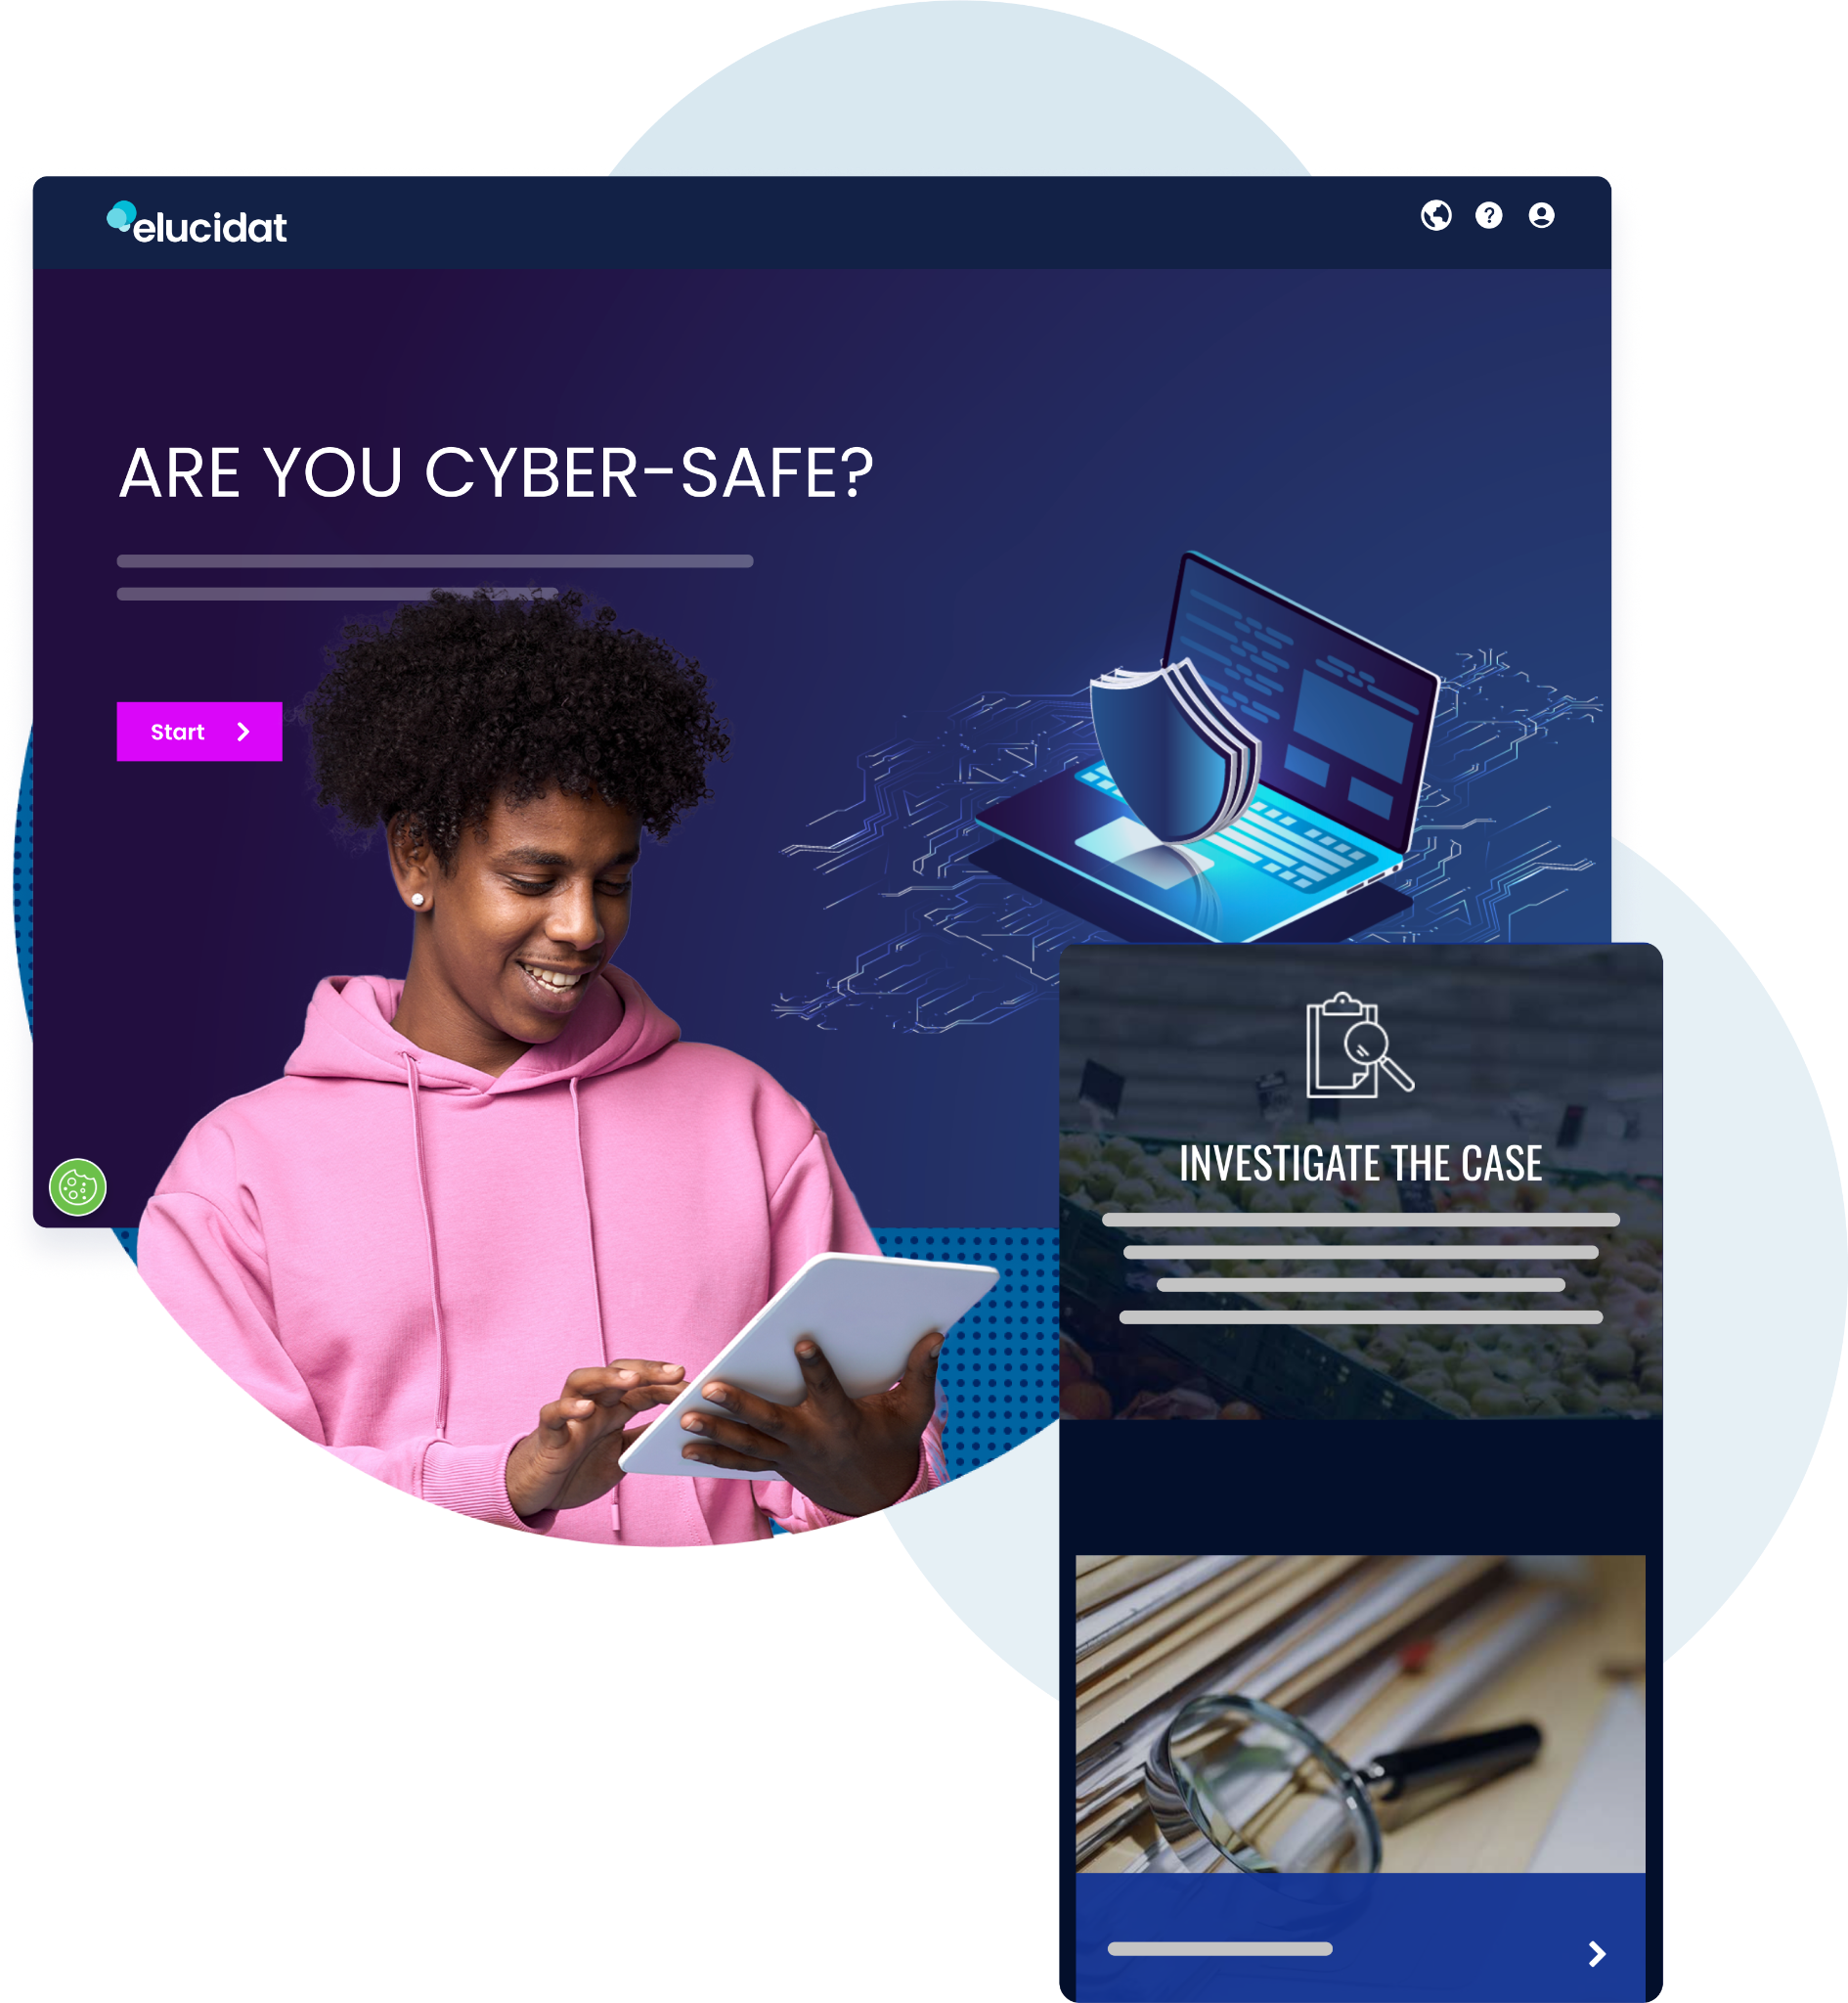 elucidat
ARE YOU CYBER-SAFE?
Start
INVESTIGATE THE CASE